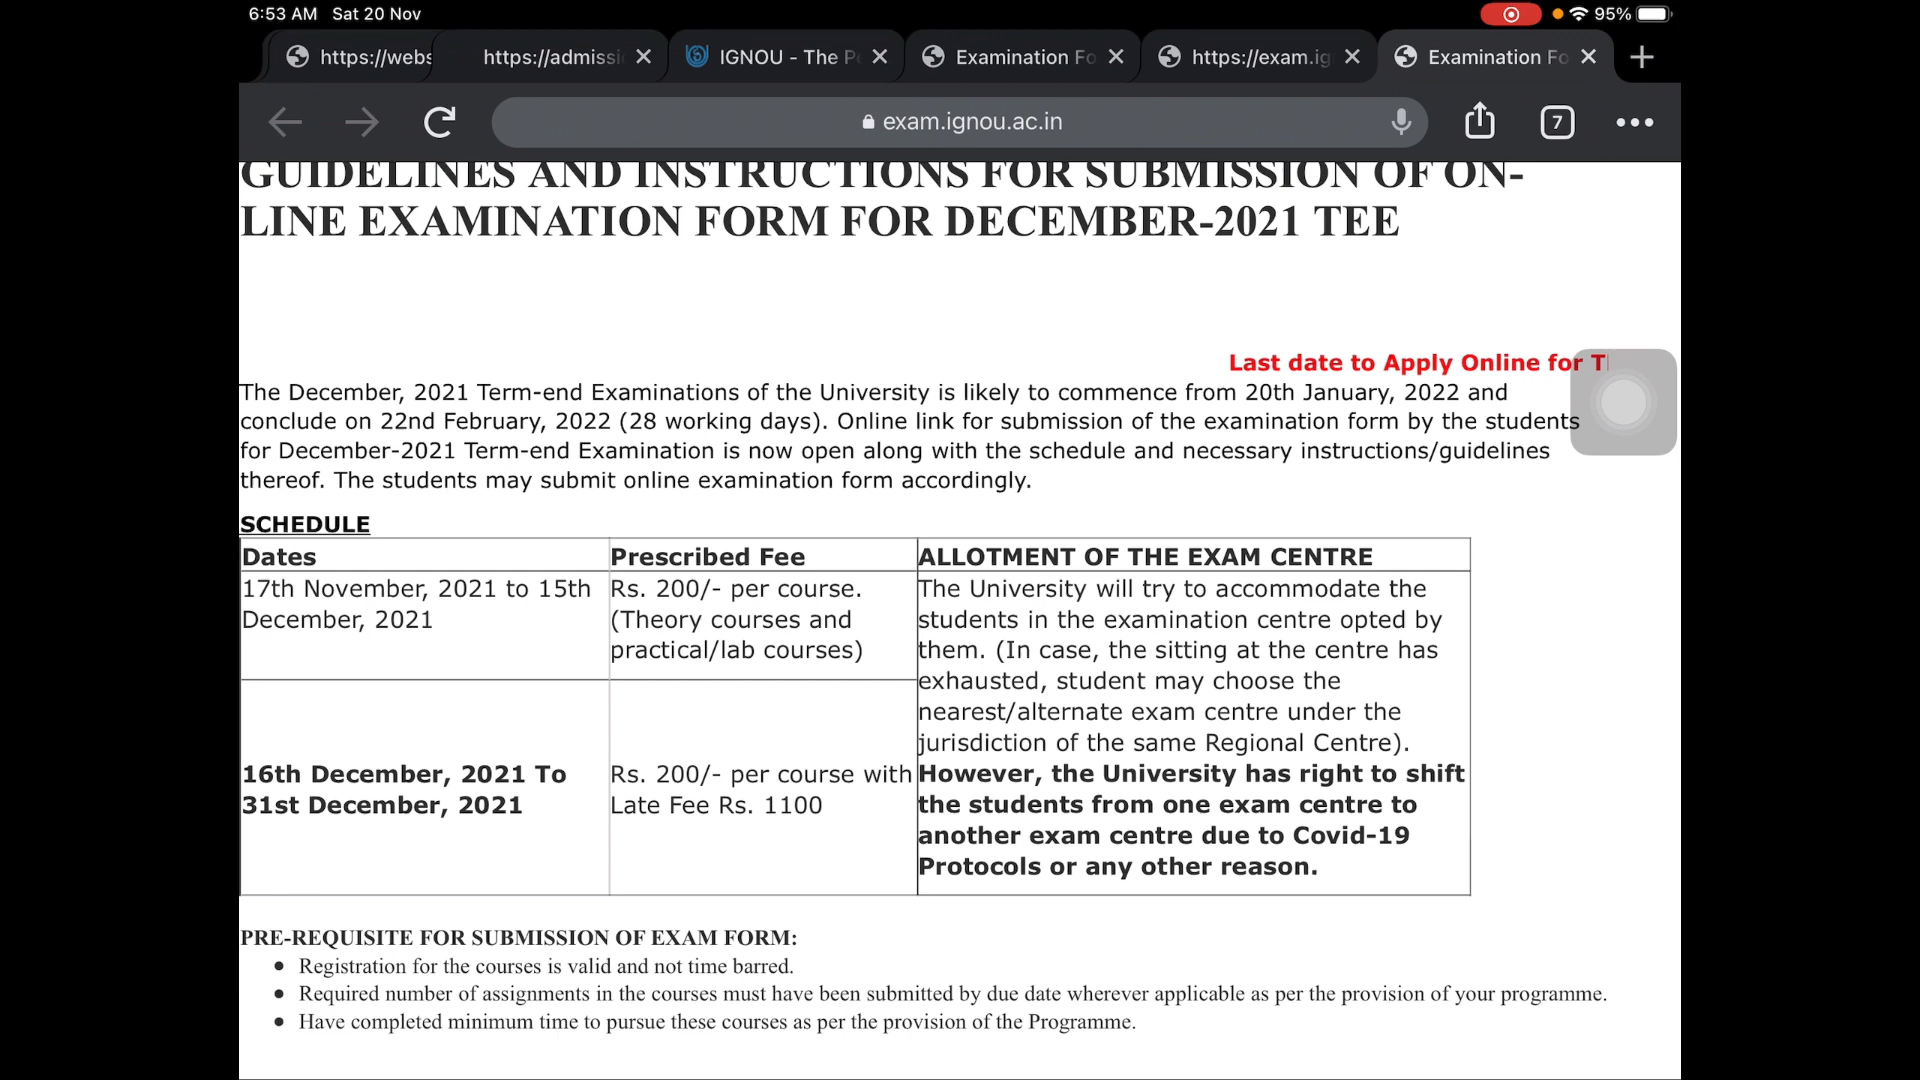 6:53 AM Sat 20 Nov
95%
https://webs
https://admissi
IGNOU - The P
Examination Fo
https://exam.ig
Examination Fo
exam.ignou.ac.in
7
GUIDELINES AND INSTRUCTIONS FOR SUBMISSION OF ON-
LINE EXAMINATION FORM FOR DECEMBER-2021 TEE
Last date to Apply Online for T
The December, 2021 Term-end Examinations of the University is likely to commence from 20th January, 2022 and
conclude on 22nd February, 2022 (28 working days). Online link for submission of the examination form by the students
for December-2021 Term-end Examination is now open along with the schedule and necessary instructions/guidelines
thereof. The students may submit online examination form accordingly.
SCHEDULE
Dates
Prescribed Fee
ALLOTMENT OF THE EXAM CENTRE
17th November, 2021 to 15th
December, 2021
Rs. 200/- per course.
(Theory courses and
practical/lab courses)
The University will try to accommodate the
students in the examination centre opted by
them. (In case, the sitting at the centre has
exhausted, student may choose the
nearest/alternate exam centre under the
jurisdiction of the same Regional Centre).
However, the University has right to shift
the students from one exam centre to
another exam centre due to Covid-19
Protocols or any other reason.
16th December, 2021 To
31st December, 2021
Rs. 200/- per course with
Late Fee Rs. 1100
PRE-REQUISITE FOR SUBMISSION OF EXAM FORM:
Registration for the courses is valid and not time barred.
Required number of assignments in the courses must have been submitted by due date wherever applicable as per the provision of your programme.
Have completed minimum time to pursue these courses as per the provision of the Programme.